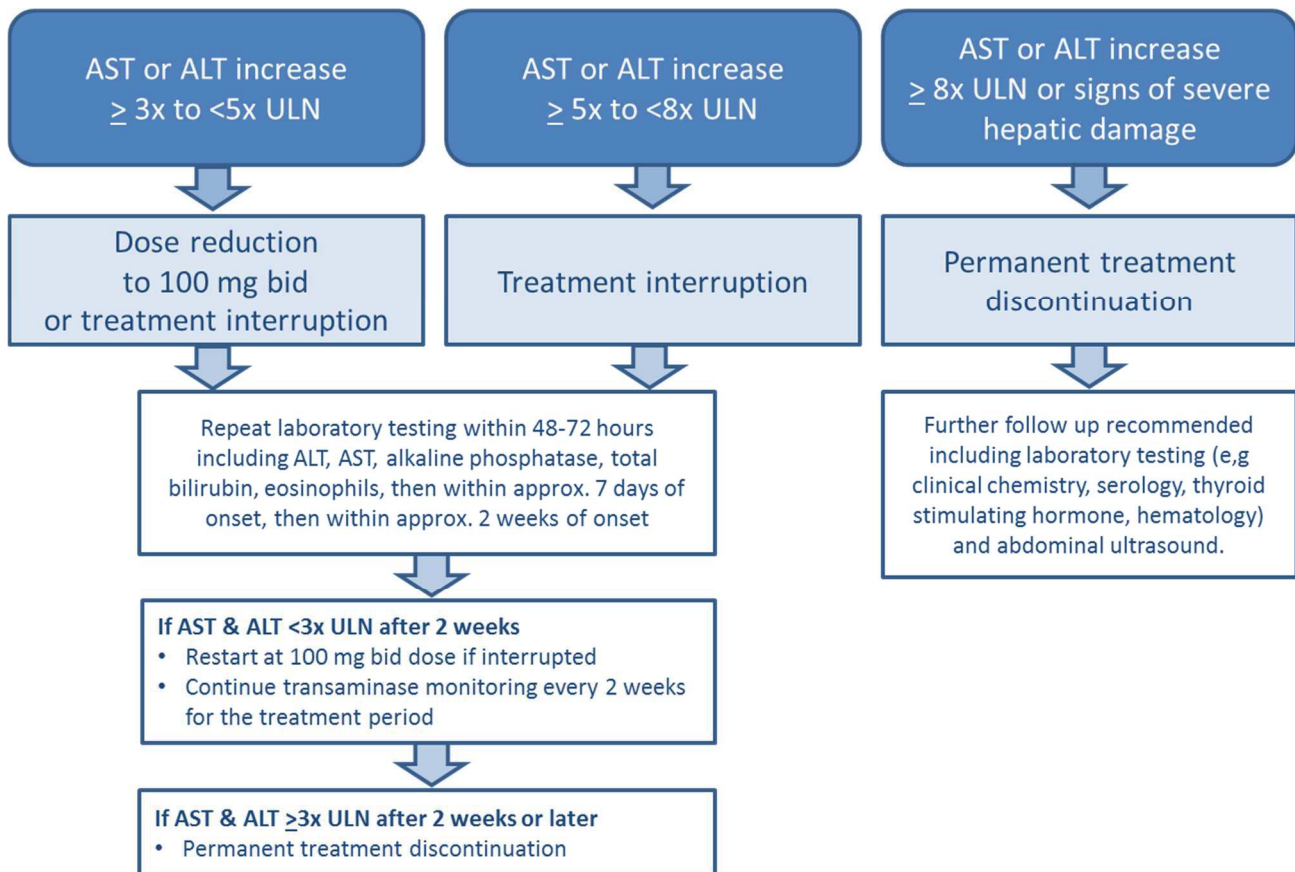 AST or ALT increase
≥ 3x to <5x ULN
AST or ALT increase
≥ 5x to <8x ULN
AST or ALT increase
≥ 8x ULN or signs of severe
hepatic damage
Dose reduction
to 100 mg bid
or treatment interruption
Treatment interruption
Permanent treatment
discontinuation
Repeat laboratory testing within 48-72 hours
including ALT, AST, alkaline phosphatase, total
bilirubin, eosinophils, then within approx. 7 days of
onset, then within approx. 2 weeks of onset
Further follow up recommended
including laboratory testing (e,g
clinical chemistry, serology, thyroid
stimulating hormone, hematology)
and abdominal ultrasound.
If AST & ALT <3x ULN after 2 weeks
• Restart at 100 mg bid dose if interrupted
• Continue transaminase monitoring every 2 weeks
for the treatment period
If AST & ALT ≥3x ULN after 2 weeks or later
• Permanent treatment discontinuation